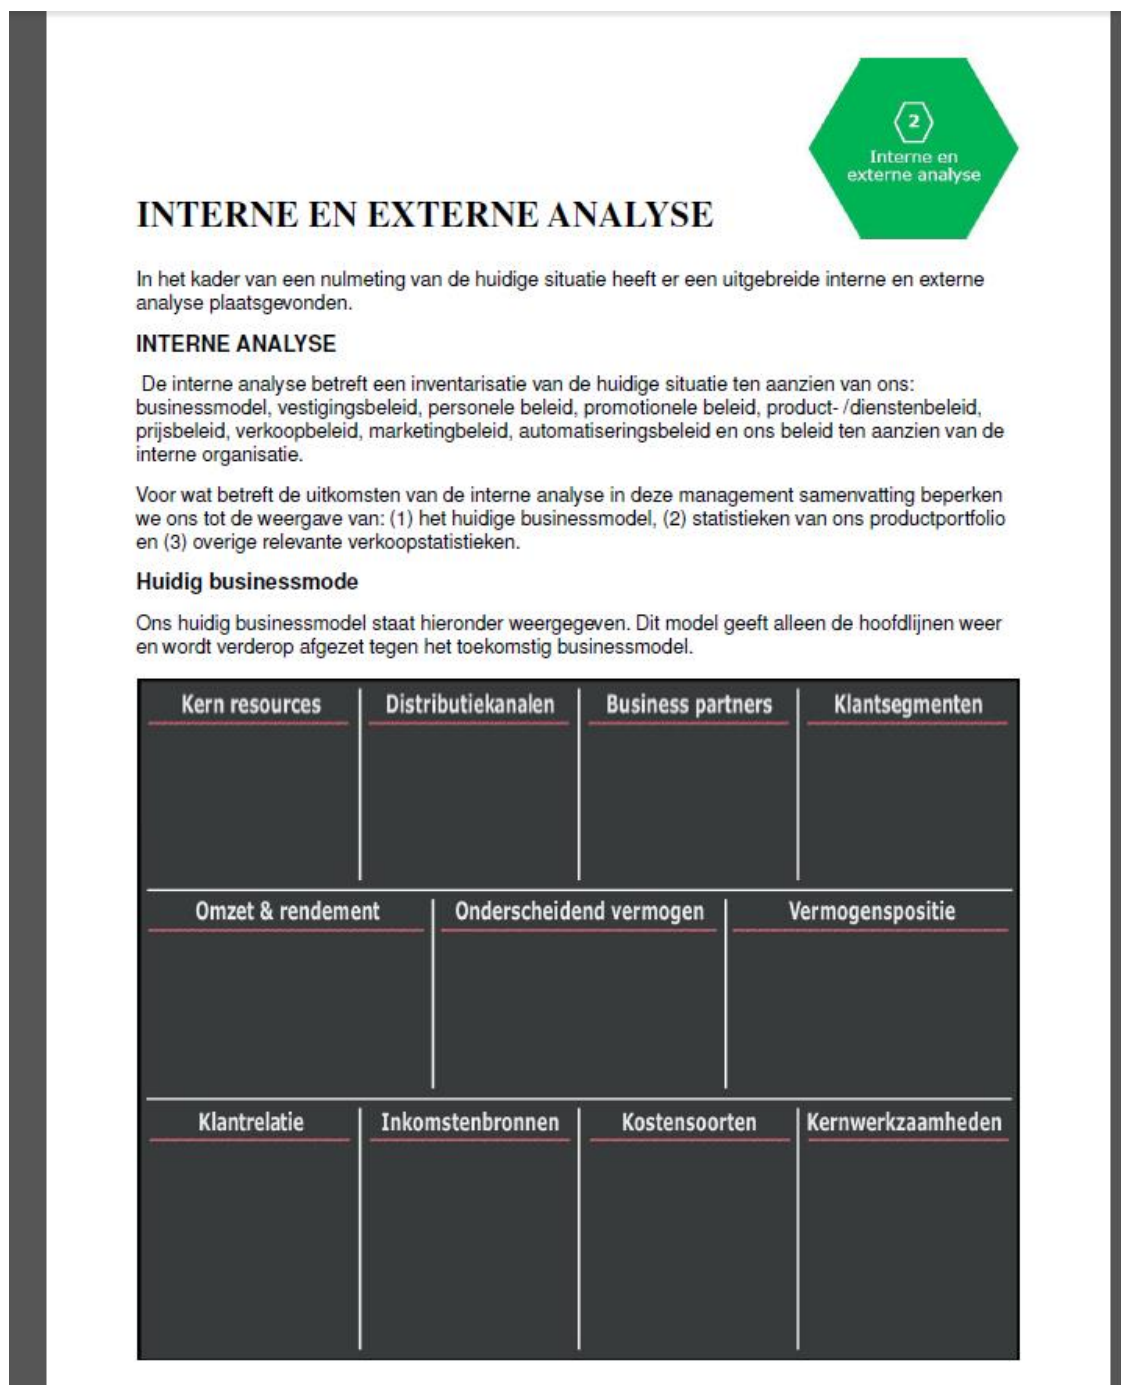 2
Interne en
externe analyse
INTERNE EN EXTERNE ANALYSE
In het kader van een nulmeting van de huidige situatie heeft er een uitgebreide interne en externe
analyse plaatsgevonden.
INTERNE ANALYSE
De interne analyse betreft een inventarisatie van de huidige situatie ten aanzien van ons:
businessmodel, vestigingsbeleid, personele beleid, promotionele beleid, product- /dienstenbeleid,
prijsbeleid, verkoopbeleid, marketingbeleid, automatiseringsbeleid en ons beleid ten aanzien van de
interne organisatie.
Voor wat betreft de uitkomsten van de interne analyse in deze management samenvatting beperken
we ons tot de weergave van: (1) het huidige businessmodel, (2) statistieken van ons productportfolio
en (3) overige relevante verkoopstatistieken.
Huidig businessmode
Ons huidig businessmodel staat hieronder weergegeven. Dit model geeft alleen de hoofdlijnen weer
en wordt verderop afgezet tegen het toekomstig businessmodel.
Kern resources Distributiekanalen Business partners Klantsegmenten
Omzet & rendement Onderscheidend vermogen Vermogenspositie
Klantrelatie Inkomstenbronnen Kostensoorten Kernwerkzaamheden